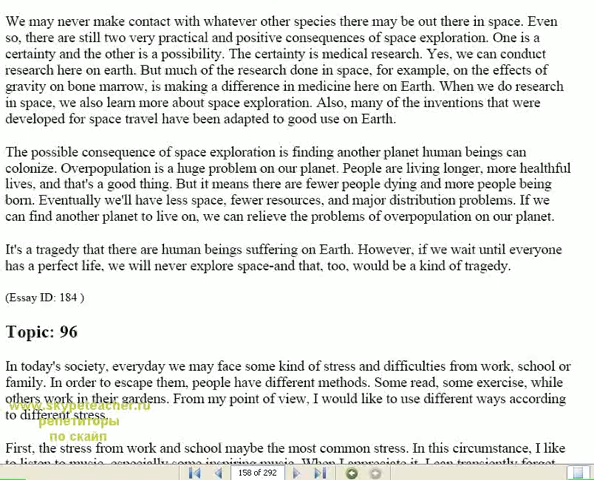 We may never make contact with whatever other species there may be out there in space. Even
so, there are still two very practical and positive consequences of space exploration. One is a
certainty and the other is a possibility. The certainty is medical research. Yes, we can conduct
research here on earth. But much of the research done in space, for example, on the effects of
gravity on bone marrow, is making a difference in medicine here on Earth. When we do research
in space, we also learn more about space exploration. Also, many of the inventions that were
developed for space travel have been adapted to good use on Earth.
The possible consequence of space exploration is finding another planet human beings can
colonize. Overpopulation is a huge problem on our planet. People are living longer, more healthful
lives, and that's a good thing. But it means there are fewer people dying and more people being
born. Eventually we'll have less space, fewer resources, and major distribution problems. If we
can find another planet to live on, we can relieve the problems of overpopulation on our planet.
It's a tragedy that there are human beings suffering on Earth. However, if we wait until everyone
has a perfect life, we will never explore space-and that, too, would be a kind of tragedy.
(Essay ID: 184 )
Topic: 96
In today's society, everyday we may face some kind of stress and difficulties from work, school or
family. In order to escape them, people have different methods. Some read, some exercise, while
others work in their gardens. From my point of view, I would like to use different ways according
www.skypeteacher.ru
to different stress.
репетиторы
по скайп
First, the stress from work and school maybe the most common stress. In this circumstance, I like
to listen to music, especially some inspiring music. When I appreciate it, I can transiently forget
158 of 292